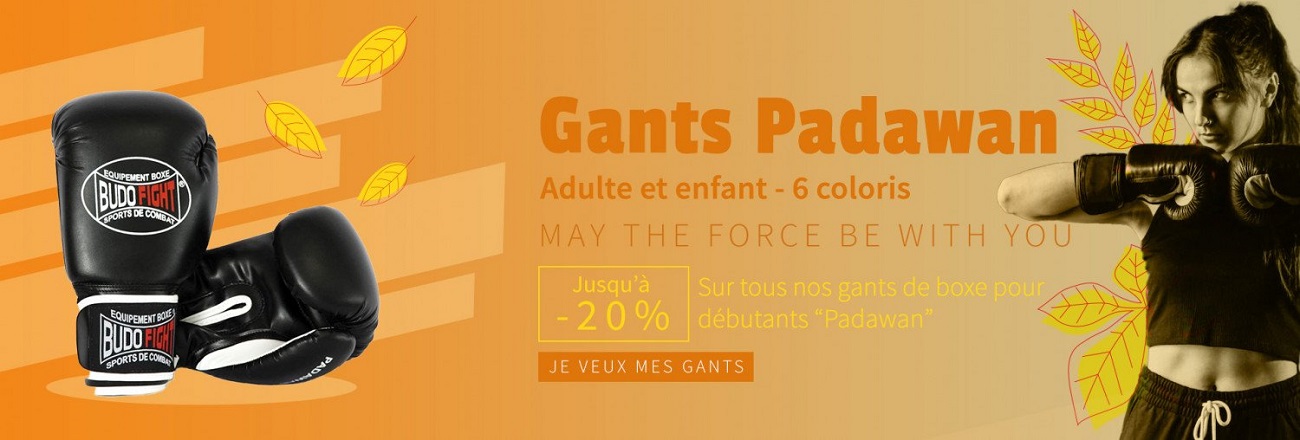 EQUIPEMENT BOXE
BUDO FIGHT®
SPORTS DE COMBAT
EQUIPEMENT BOXE
BUDO FIGHT
SPORTS DE COMBAT
Gants Padawan
Adulte et enfant - 6 coloris
MAY THE FORCE BE WITH YOU
Jusqu'à
-20%
Sur tous nos gants de boxe pour
débutants “Padawan”
JE VEUX MES GANTS